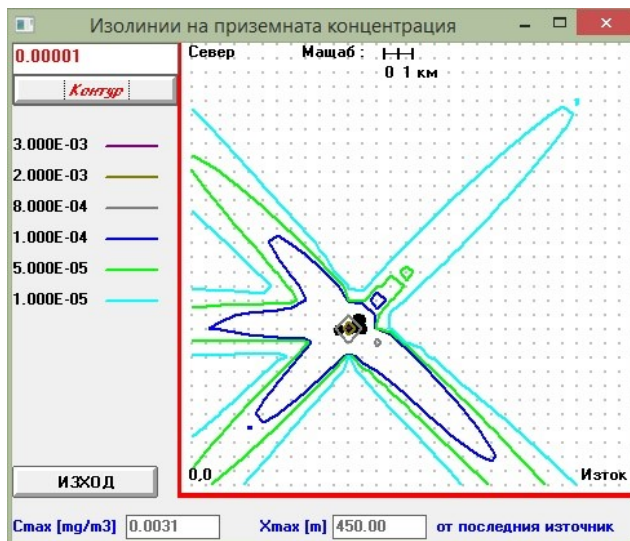 Изолинии на приземната концентрация
0.00001
Контур
3.000E-03
2.000E-03
8.000E-04
1.000E-04
5.000E-05
1.000E-05
ИЗХОД
Север Мащаб :
0 1 км
0,0 Изток
Cmax [mg/m3] 0.0031 Xmax [m] 450.00 от последния източник